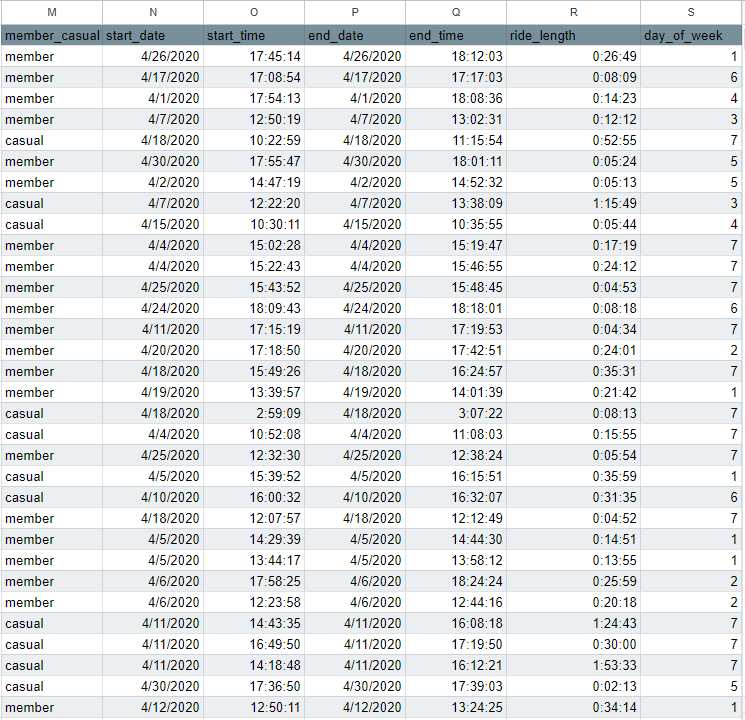 M N O P Q R S
member_casual start_date start_time end_date end_time ride_length day_of_week
member 4/26/2020 17:45:14 4/26/2020 18:12:03 0:26:49 1
member 4/17/2020 17:08:54 4/17/2020 17:17:03 0:08:09 6
member 4/1/2020 17:54:13 4/1/2020 18:08:36 0:14:23 4
member 4/7/2020 12:50:19 4/7/2020 13:02:31 0:12:12 3
casual 4/18/2020 10:22:59 4/18/2020 11:15:54 0:52:55 7
member 4/30/2020 17:55:47 4/30/2020 18:01:11 0:05:24 5
member 4/2/2020 14:47:19 4/2/2020 14:52:32 0:05:13 5
casual 4/7/2020 12:22:20 4/7/2020 13:38:09 1:15:49 3
casual 4/15/2020 10:30:11 4/15/2020 10:35:55 0:05:44 4
member 4/4/2020 15:02:28 4/4/2020 15:19:47 0:17:19 7
member 4/4/2020 15:22:43 4/4/2020 15:46:55 0:24:12 7
member 4/25/2020 15:43:52 4/25/2020 15:48:45 0:04:53 7
member 4/24/2020 18:09:43 4/24/2020 18:18:01 0:08:18 6
member 4/11/2020 17:15:19 4/11/2020 17:19:53 0:04:34 7
member 4/20/2020 17:18:50 4/20/2020 17:42:51 0:24:01 2
member 4/18/2020 15:49:26 4/18/2020 16:24:57 0:35:31 7
member 4/19/2020 13:39:57 4/19/2020 14:01:39 0:21:42 1
casual 4/18/2020 2:59:09 4/18/2020 3:07:22 0:08:13 7
casual 4/4/2020 10:52:08 4/4/2020 11:08:03 0:15:55 7
member 4/25/2020 12:32:30 4/25/2020 12:38:24 0:05:54 7
casual 4/5/2020 15:39:52 4/5/2020 16:15:51 0:35:59 1
casual 4/10/2020 16:00:32 4/10/2020 16:32:07 0:31:35 6
member 4/18/2020 12:07:57 4/18/2020 12:12:49 0:04:52 7
member 4/5/2020 14:29:39 4/5/2020 14:44:30 0:14:51 1
member 4/5/2020 13:44:17 4/5/2020 13:58:12 0:13:55 1
member 4/6/2020 17:58:25 4/6/2020 18:24:24 0:25:59 2
member 4/6/2020 12:23:58 4/6/2020 12:44:16 0:20:18 2
casual 4/11/2020 14:43:35 4/11/2020 16:08:18 1:24:43 7
casual 4/11/2020 16:49:50 4/11/2020 17:19:50 0:30:00 7
casual 4/11/2020 14:18:48 4/11/2020 16:12:21 1:53:33 7
casual 4/30/2020 17:36:50 4/30/2020 17:39:03 0:02:13 5
member 4/12/2020 12:50:11 4/12/2020 13:24:25 0:34:14 1